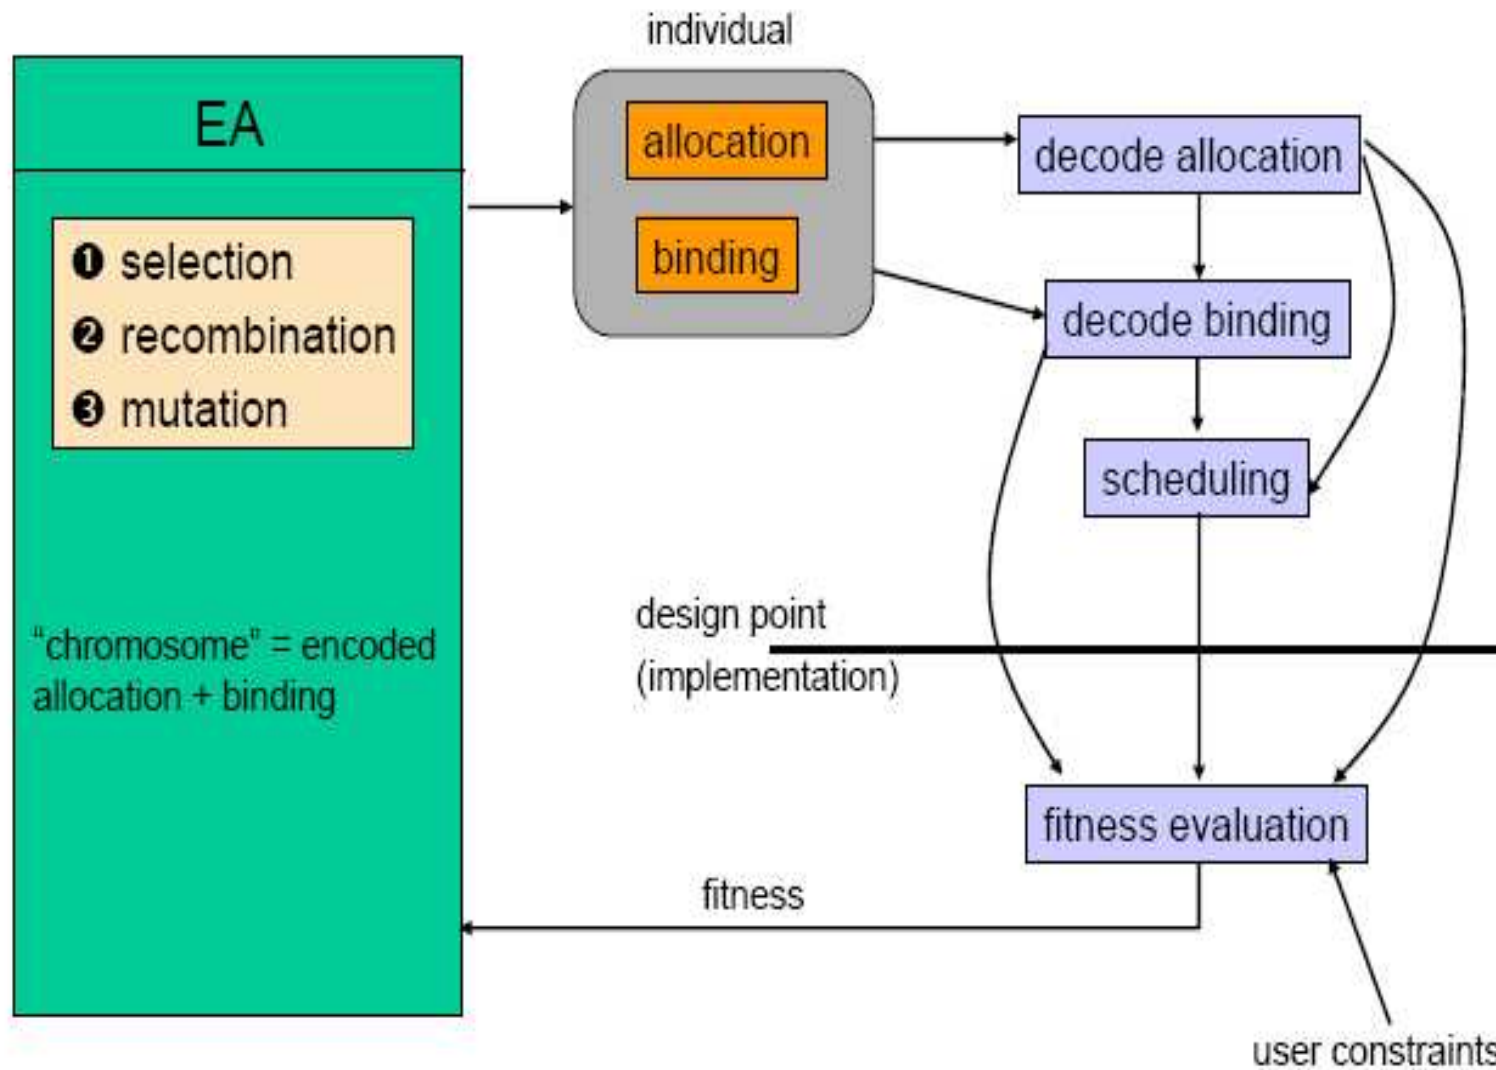 individual
EA
allocation
decode allocation
❶ selection
binding
decode binding
❷ recombination
❸ mutation
scheduling
design point
(implementation)
“chromosome” = encoded
allocation + binding
fitness evaluation
fitness
user constraints